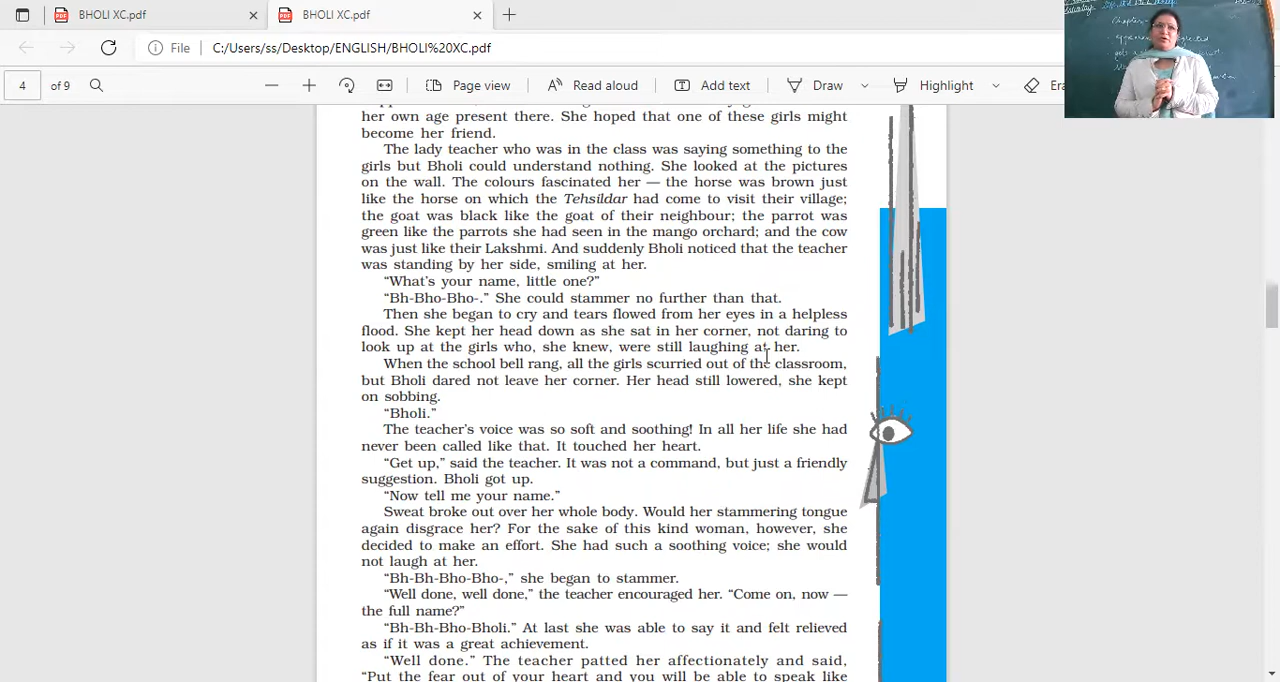 BHOLI XC.pdf
BHOLI XC.pdf
File C:/Users/ss/Desktop/ENGLISH/BHOLI%20XC.pdf
4 of 9 Page view Read aloud Add text Draw Highlight Era
her own age present there. She hoped that one of these girls might
become her friend.
The lady teacher who was in the class was saying something to the
girls but Bholi could understand nothing. She looked at the pictures
on the wall. The colours fascinated her — the horse was brown just
like the horse on which the Tehsildar had come to visit their village;
the goat was black like the goat of their neighbour; the parrot was
green like the parrots she had seen in the mango orchard; and the cow
was just like their Lakshmi. And suddenly Bholi noticed that the teacher
was standing by her side, smiling at her.
“What’s your name, little one?”
“Bh-Bho-Bho-.” She could stammer no further than that.
Then she began to cry and tears flowed from her eyes in a helpless
flood. She kept her head down as she sat in her corner, not daring to
look up at the girls who, she knew, were still laughing at her.
When the school bell rang, all the girls scurried out of the classroom,
but Bholi dared not leave her corner. Her head still lowered, she kept
on sobbing.
“Bholi.”
The teacher’s voice was so soft and soothing! In all her life she had
never been called like that. It touched her heart.
“Get up,” said the teacher. It was not a command, but just a friendly
suggestion. Bholi got up.
“Now tell me your name.”
Sweat broke out over her whole body. Would her stammering tongue
again disgrace her? For the sake of this kind woman, however, she
decided to make an effort. She had such a soothing voice; she would
not laugh at her.
“Bh-Bh-Bho-Bho-,” she began to stammer.
“Well done, well done,” the teacher encouraged her. “Come on, now —
the full name?”
“Bh-Bh-Bho-Bholi.” At last she was able to say it and felt relieved
as if it was a great achievement.
“Well done.” The teacher patted her affectionately and said,
“Put the fear out of your heart and you will be able to speak like